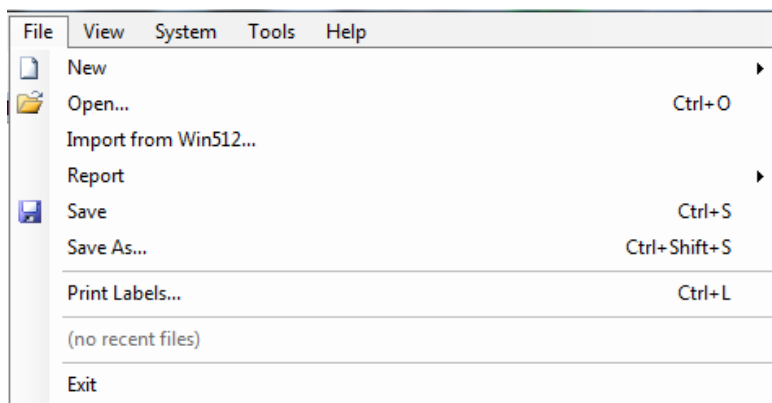 File View System Tools Help
New
Open... Ctrl+O
Import from Win512...
Report
Save Ctrl+S
Save As... Ctrl+Shift+S
Print Labels... Ctrl+L
(no recent files)
Exit